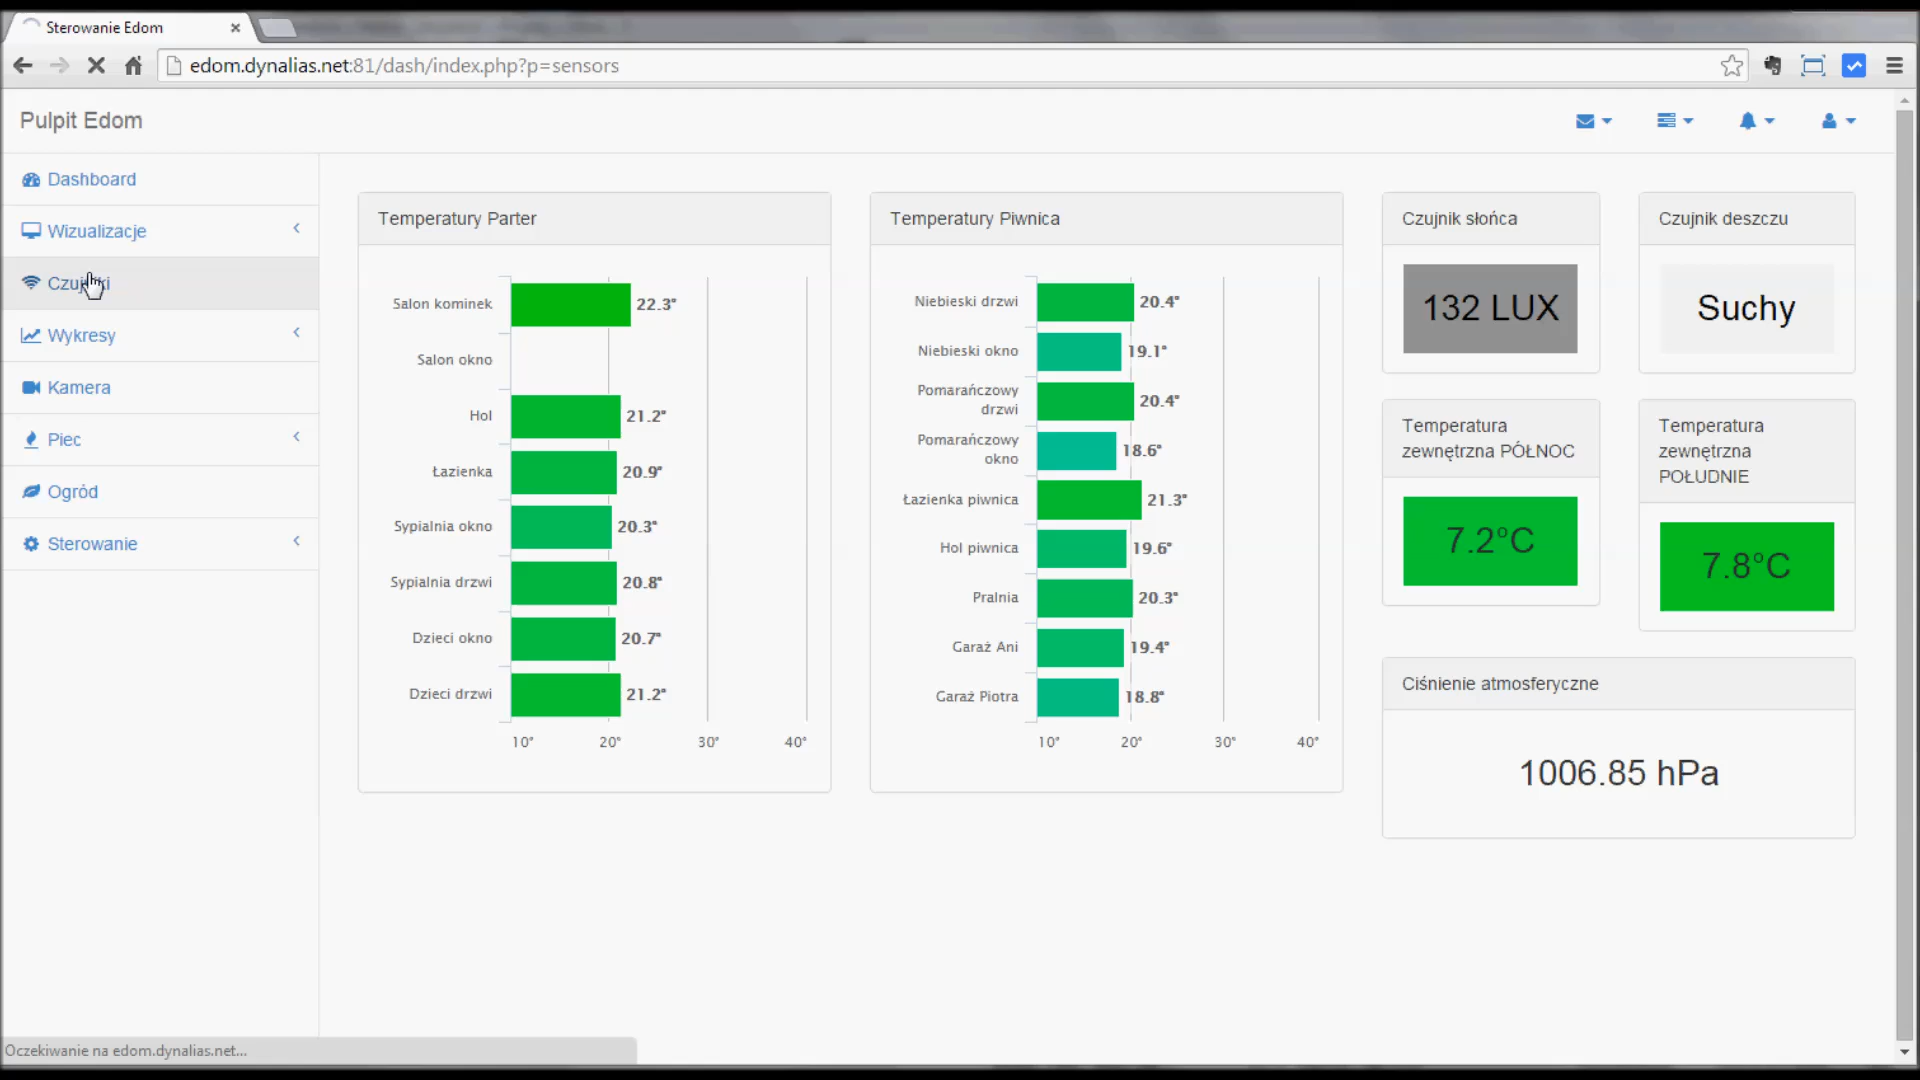 Sterowanie Edom
edom.dynalias.net:81/dash/index.php?p=sensors
Pulpit Edom
Dashboard
Wizualizacje
Czujniki
Wykresy
Kamera
Piec
Ogród
Sterowanie
Temperatury Parter
Salon kominek 22.3°
Salon okno
Hol 21.2°
Łazienka 20.9°
Sypialnia okno 20.3°
Sypialnia drzwi 20.8°
Dzieci okno 20.7°
Dzieci drzwi 21.2°
10° 20° 30° 40°
Temperatury Piwnica
Niebieski drzwi 20.4°
Niebieski okno 19.1°
Pomarańczowy
drzwi 20.4°
Pomarańczowy
okno 18.6°
Łazienka piwnica 21.3°
Hol piwnica 19.6°
Pralnia 20.3°
Garaż Ani 19.4°
Garaż Piotra 18.8°
10° 20° 30° 40°
Czujnik słońca
132 LUX
Czujnik deszczu
Suchy
Temperatura
zewnętrzna PÓŁNOC
7.2°C
Temperatura
zewnętrzna
POŁUDNIE
7.8°C
Ciśnienie atmosferyczne
1006.85 hPa
Oczekiwanie na edom.dynalias.net...